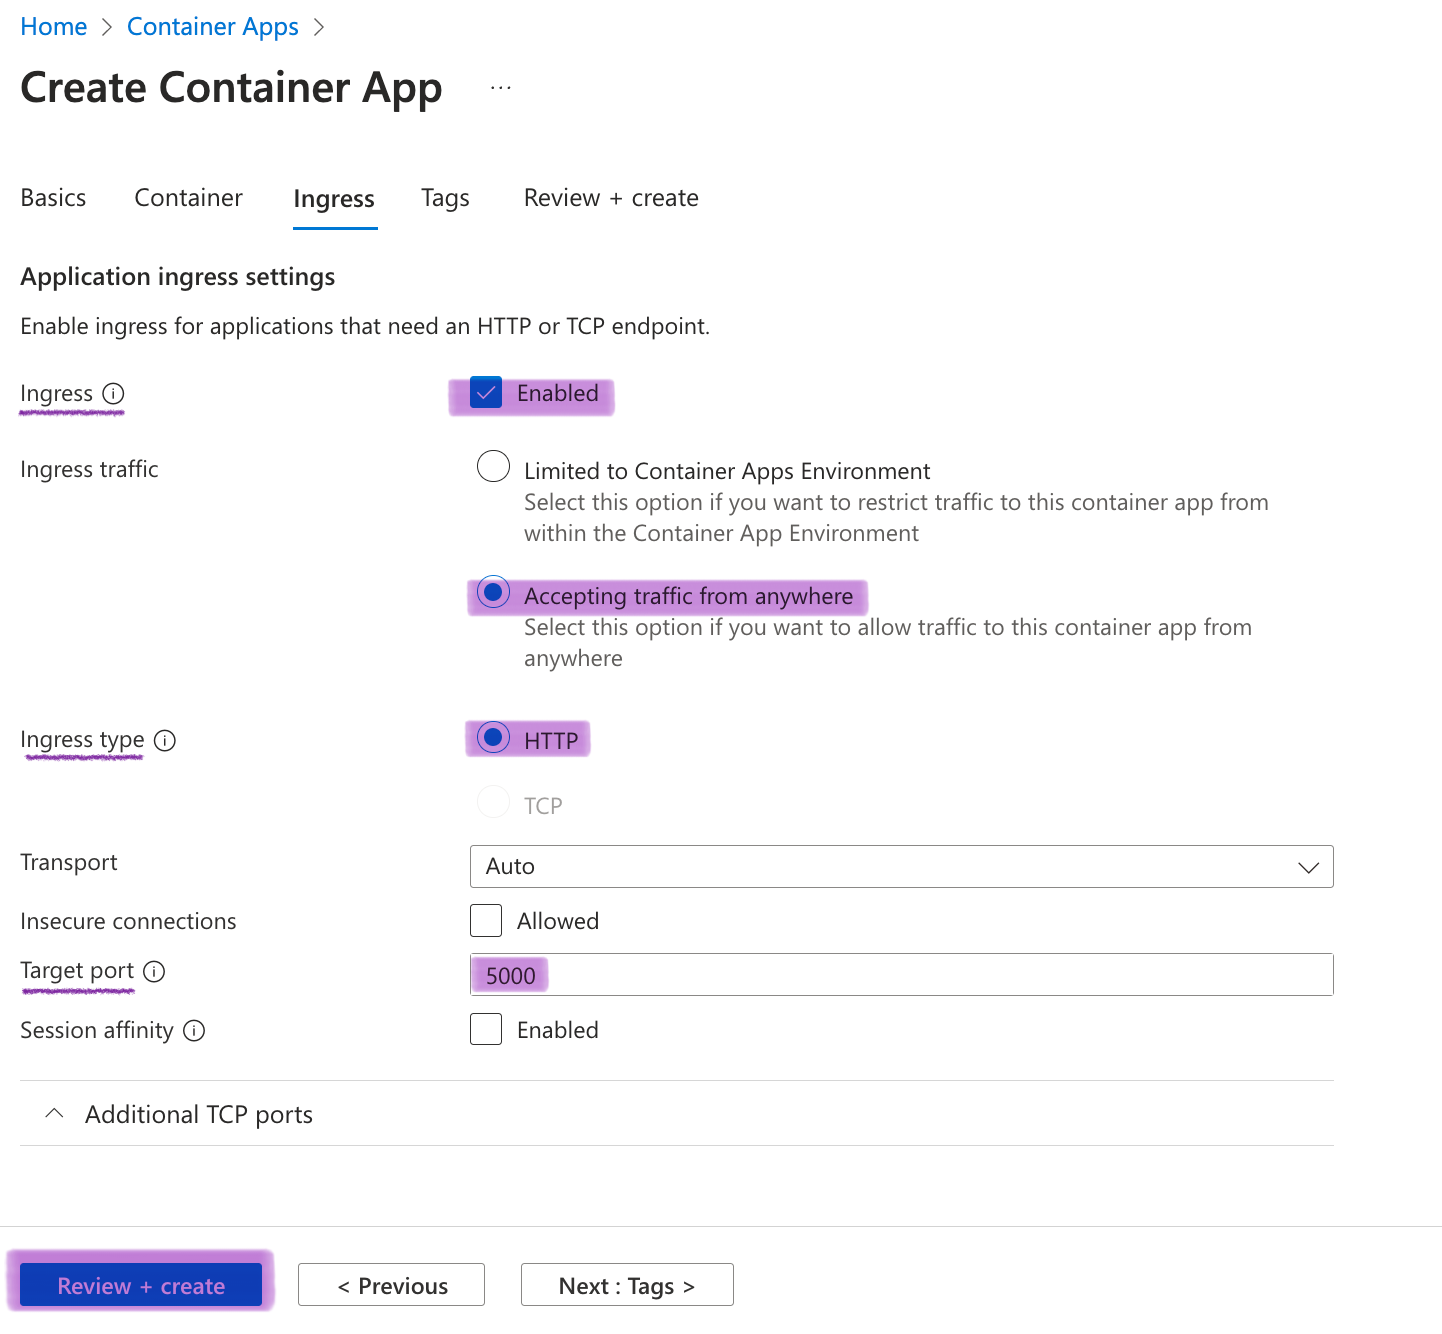 Home > Container Apps >
Create Container App ...
Basics Container Ingress Tags Review + create
Application ingress settings
Enable ingress for applications that need an HTTP or TCP endpoint.
Ingress Enabled
Ingress traffic Limited to Container Apps Environment
Select this option if you want to restrict traffic to this container app from
within the Container App Environment
Accepting traffic from anywhere
Select this option if you want to allow traffic to this container app from
anywhere
Ingress type HTTP
TCP
Transport Auto
Insecure connections Allowed
Target port 5000
Session affinity Enabled
Additional TCP ports
Review + create < Previous Next : Tags >